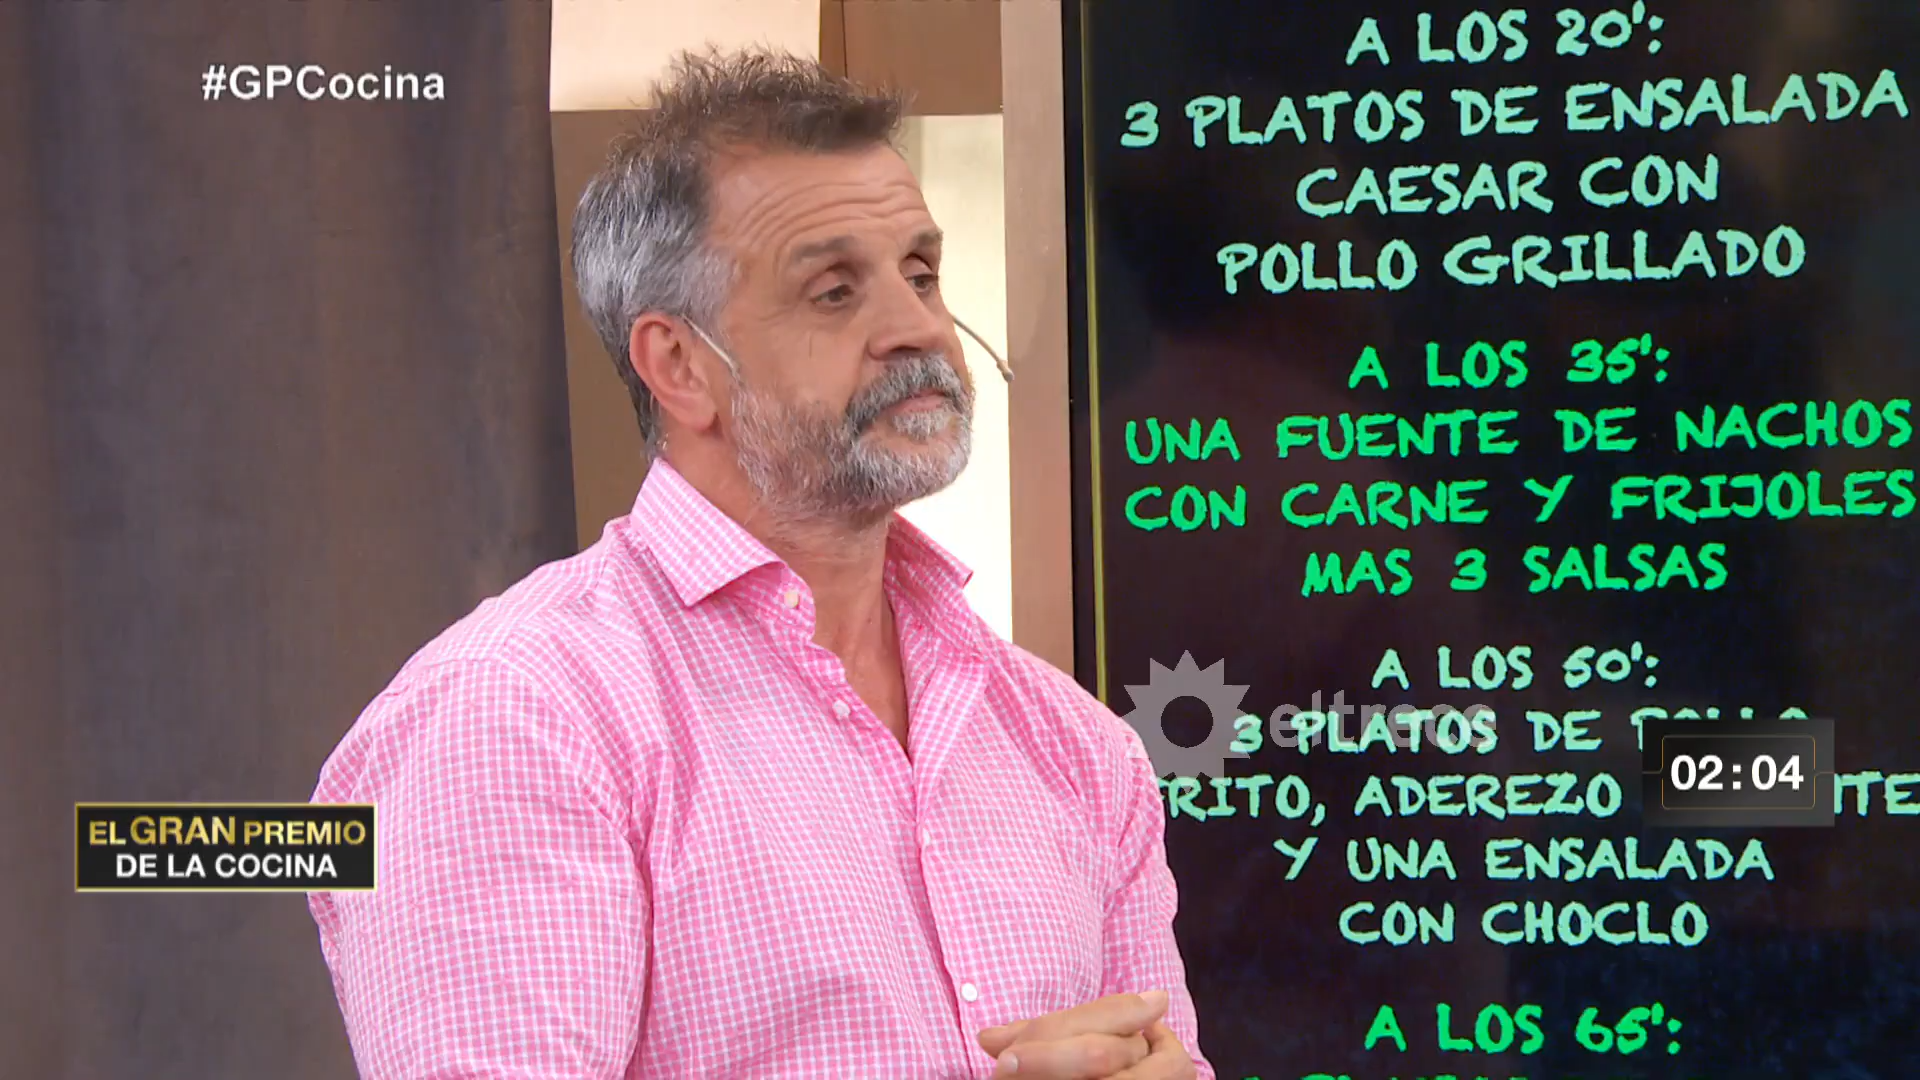 #GPCocina
A LOS 20':
3 PLATOS DE ENSALADA
CAESAR CON
POLLO GRILLADO
A LOS 35':
UNA FUENTE DE NACHOS
CON CARNE Y FRIJOLES
MAS 3 SALSAS
A LOS 50':
3 PLATOS DE POLLO
FRITO, ADEREZO
Y UNA ENSALADA
CON CHOCLO
A LOS 65':
eltrece
02:04
EL GRAN PREMIO
DE LA COCINA